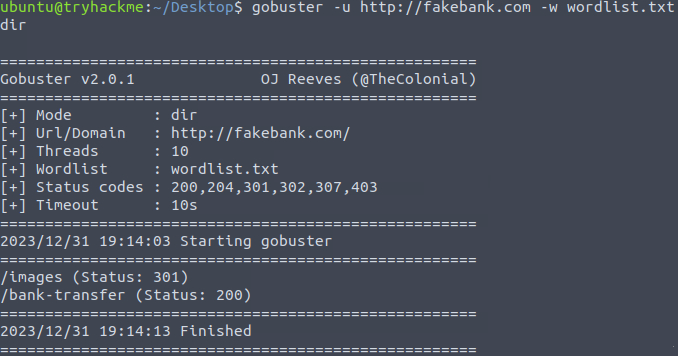 ubuntu@tryhackme:~/Desktop$ gobuster -u http://fakebank.com -w wordlist.txt
dir
=====================================================
Gobuster v2.0.1              OJ Reeves (@TheColonial)
=====================================================
[+] Mode         : dir
[+] Url/Domain   : http://fakebank.com/
[+] Threads      : 10
[+] Wordlist     : wordlist.txt
[+] Status codes : 200,204,301,302,307,403
[+] Timeout      : 10s
=====================================================
2023/12/31 19:14:03 Starting gobuster
=====================================================
/images (Status: 301)
/bank-transfer (Status: 200)
=====================================================
2023/12/31 19:14:13 Finished
=====================================================